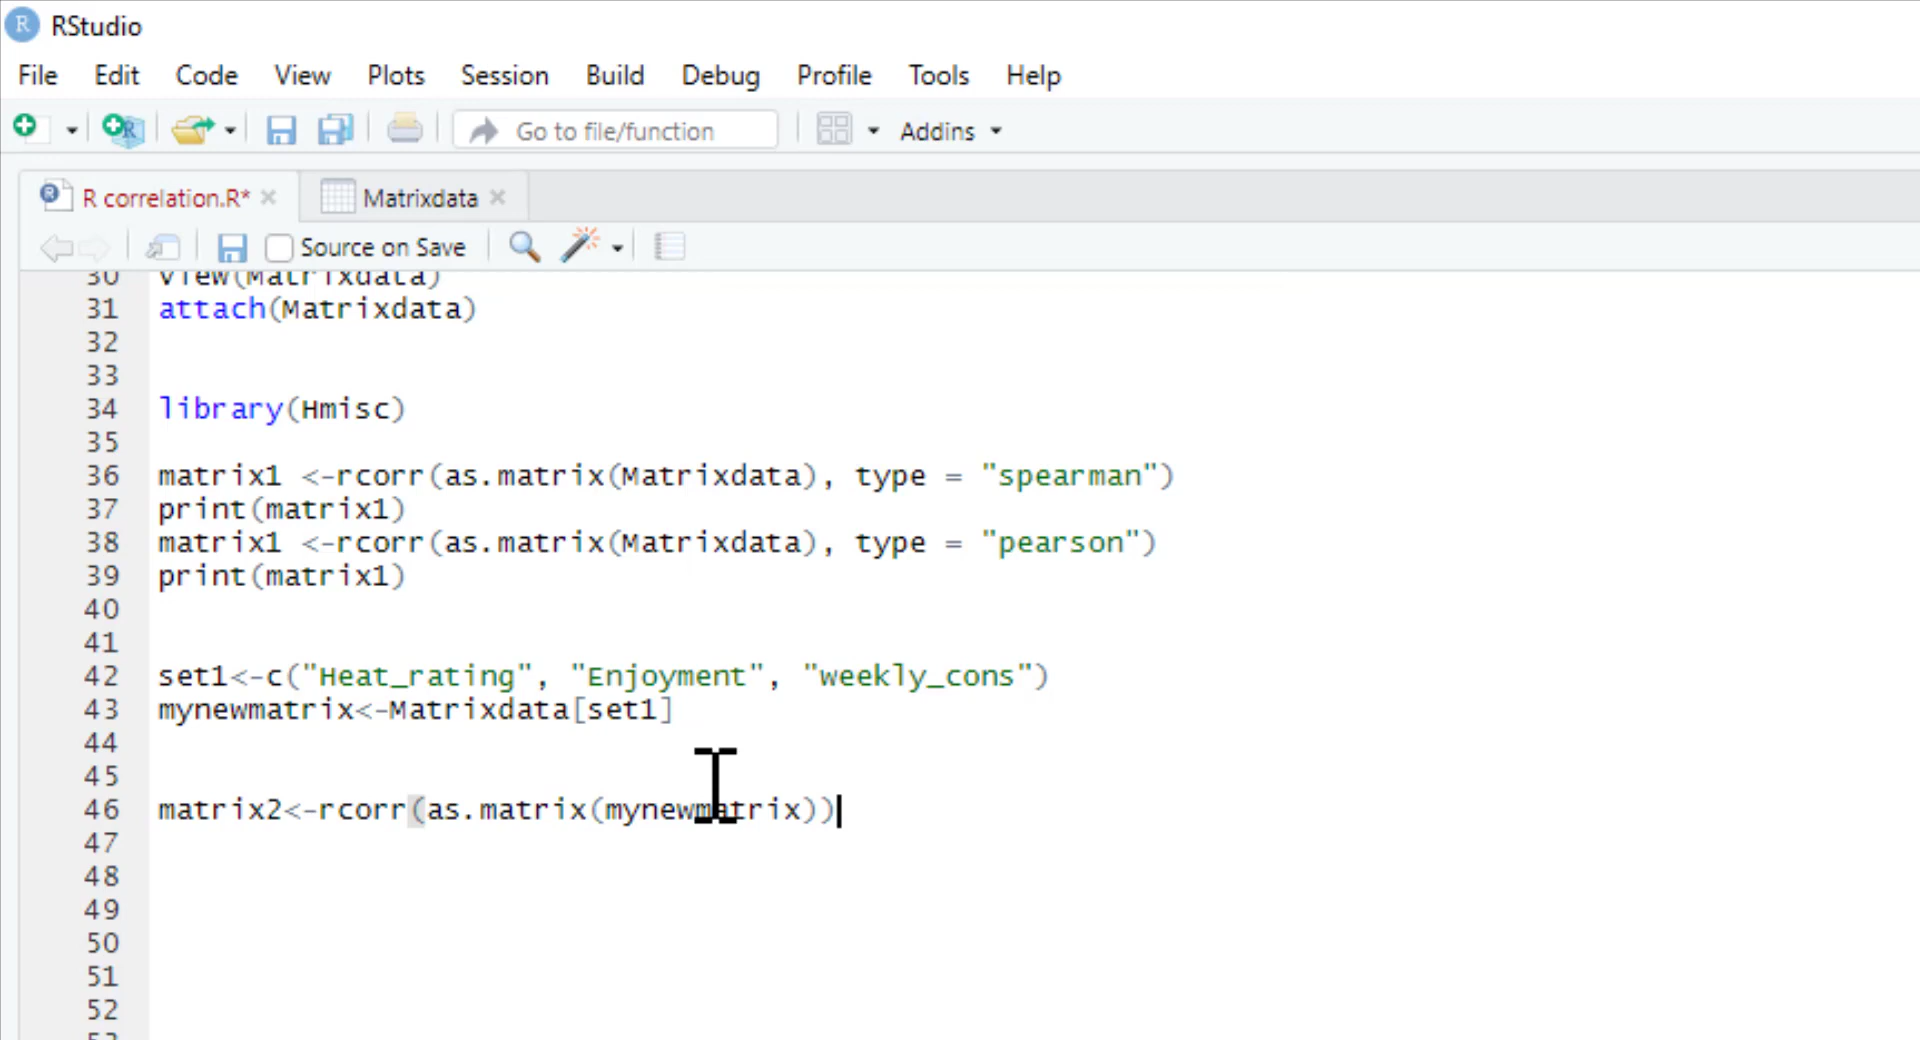 RStudio
File Edit Code View Plots Session Build Debug Profile Tools Help
Go to file/function Addins
R correlation.R* Matrixdata
Source on Save
30 View(Matrixdata)
31 attach(Matrixdata)
32
33
34 library(Hmisc)
35
36 matrix1 <-rcorr(as.matrix(Matrixdata), type = "spearman")
37 print(matrix1)
38 matrix1 <-rcorr(as.matrix(Matrixdata), type = "pearson")
39 print(matrix1)
40
41
42 set1<-c("Heat_rating", "Enjoyment", "weekly_cons")
43 mynewmatrix<-Matrixdata[set1]
44
45
46 matrix2<-rcorr(as.matrix(mynewmatrix))
47
48
49
50
51
52
53